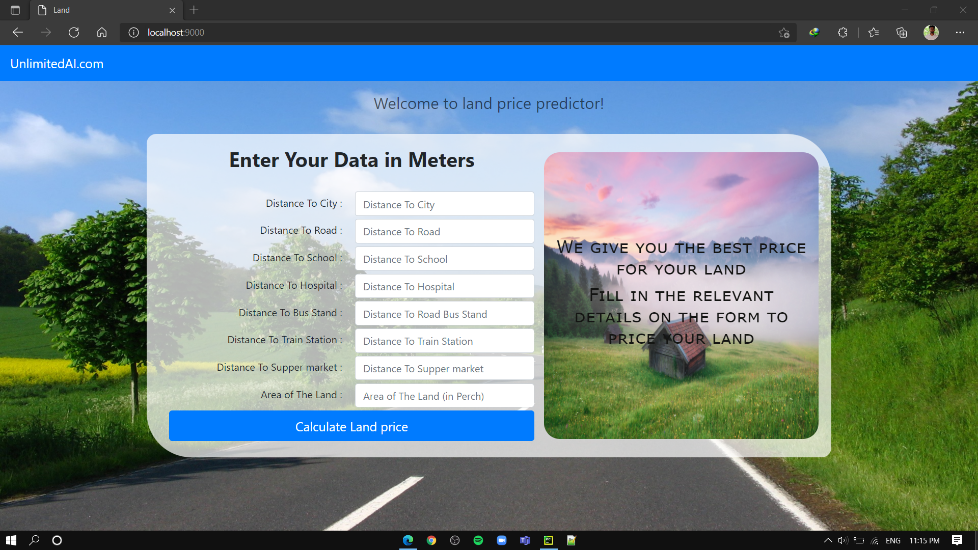 Land
localhost:9000
UnlimitedAI.com
Welcome to land price predictor!
Enter Your Data in Meters
Distance To City : Distance To City
Distance To Road : Distance To Road
Distance To School : Distance To School
Distance To Hospital : Distance To Hospital
Distance To Bus Stand : Distance To Road Bus Stand
Distance To Train Station : Distance To Train Station
Distance To Supper market : Distance To Supper market
Area of The Land : Area of The Land (in Perch)
Calculate Land price
We give you the best price
for your land
Fill in the relevant
details on the form to
price your land
ENG 11:15 PM